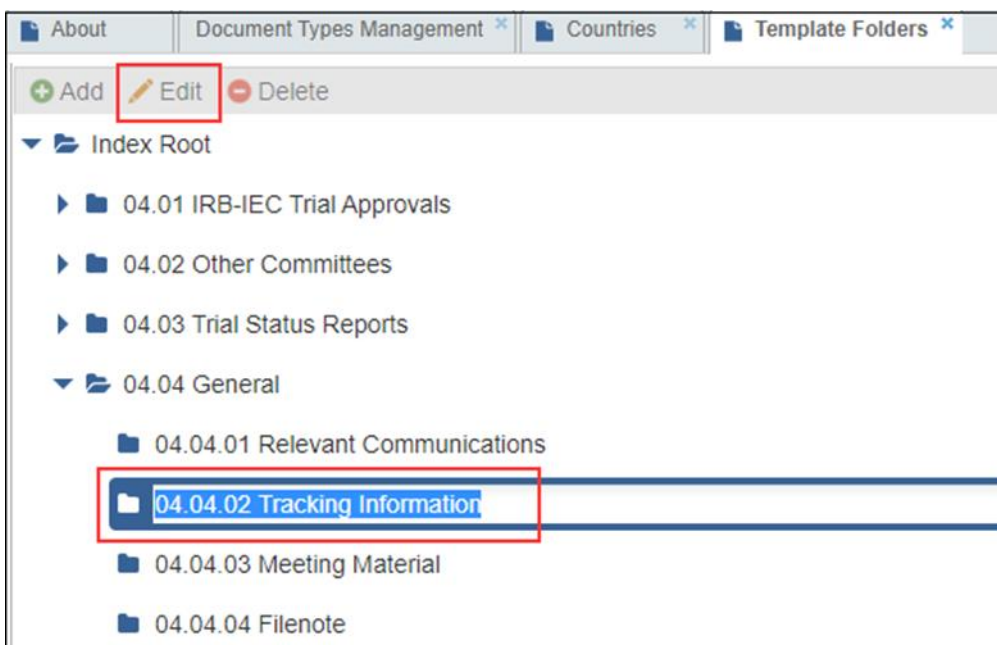 About Document Types Management Countries Template Folders
Add Edit Delete
Index Root
04.01 IRB-IEC Trial Approvals
04.02 Other Committees
04.03 Trial Status Reports
04.04 General
04.04.01 Relevant Communications
04.04.02 Tracking Information
04.04.03 Meeting Material
04.04.04 Filenote